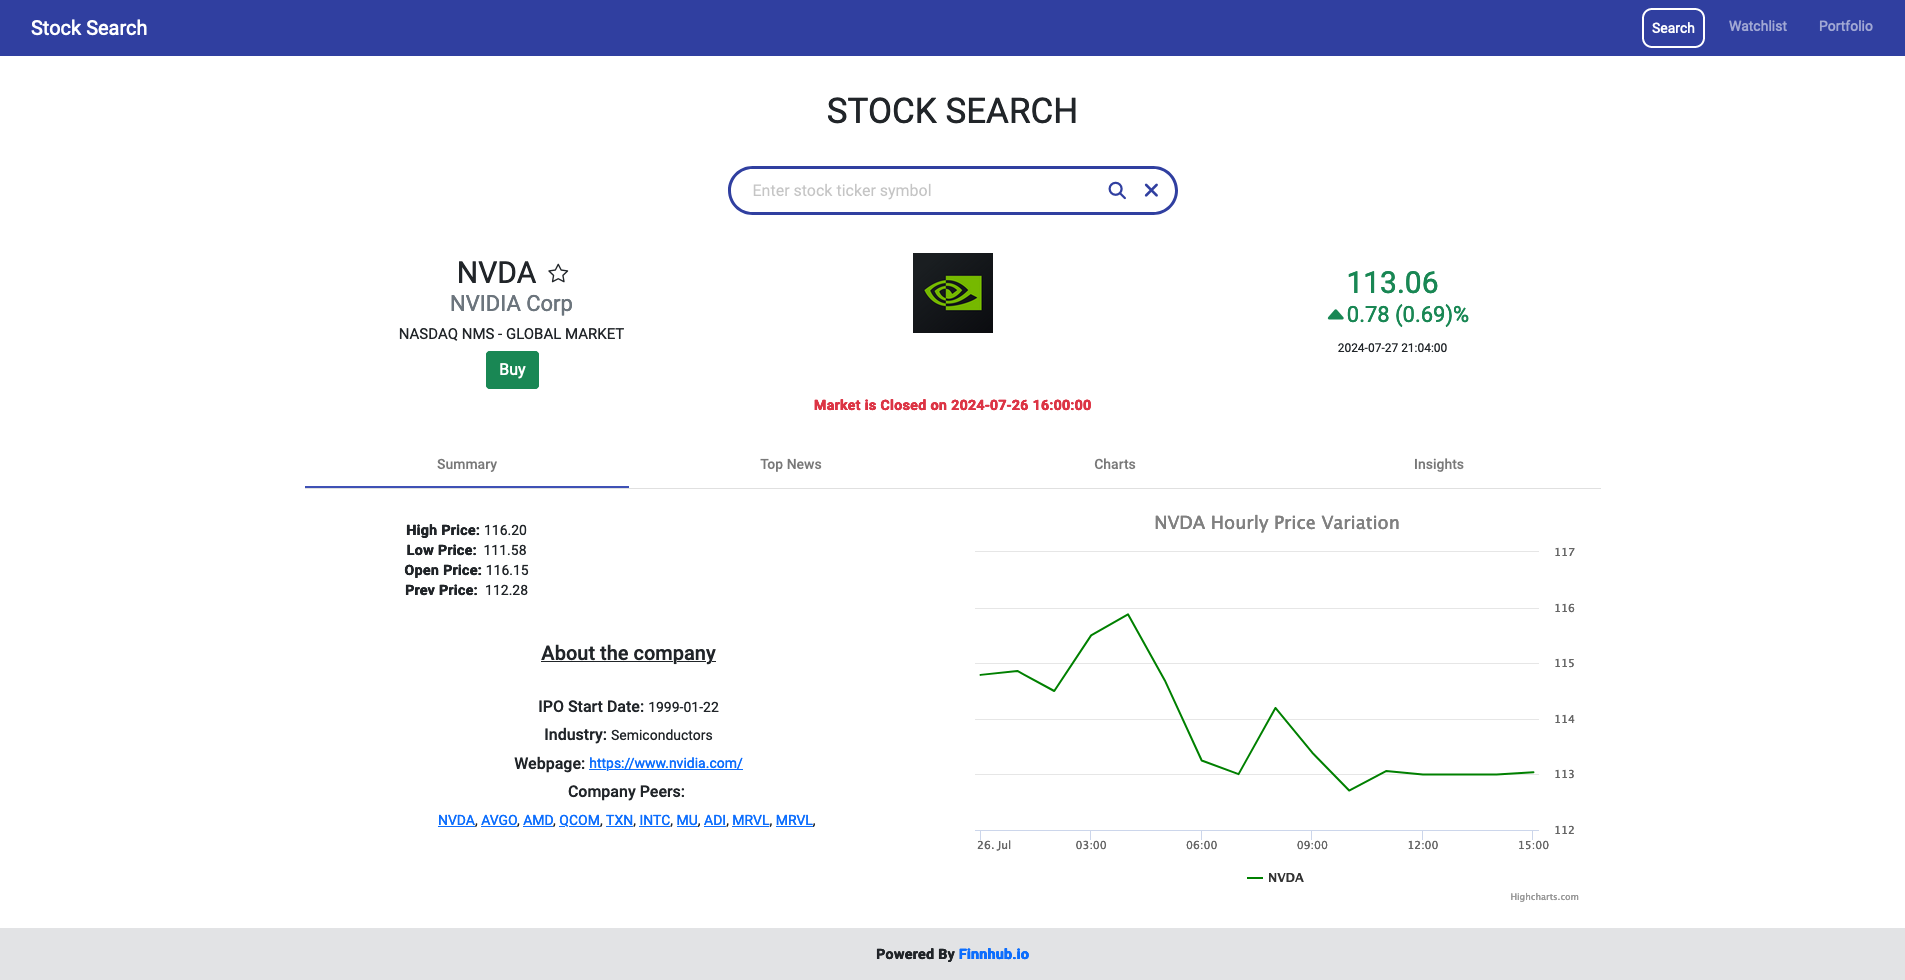 Stock Search
Search
Watchlist
Portfolio
STOCK SEARCH
Enter stock ticker symbol
NVDA
NVIDIA Corp
NASDAQ NMS - GLOBAL MARKET
Buy
113.06
0.78 (0.69)%
2024-07-27 21:04:00
Market is Closed on 2024-07-26 16:00:00
Summary
Top News
Charts
Insights
High Price: 116.20
Low Price: 111.58
Open Price: 116.15
Prev Price: 112.28
About the company
IPO Start Date: 1999-01-22
Industry: Semiconductors
Webpage: https://www.nvidia.com/
Company Peers:
NVDA, AVGO, AMD, QCOM, TXN, INTC, MU, ADI, MRVL, MRVL,
NVDA Hourly Price Variation
117
116
115
114
113
112
26. Jul
03:00
06:00
09:00
12:00
15:00
NVDA
Highcharts.com
Powered By Finnhub.io